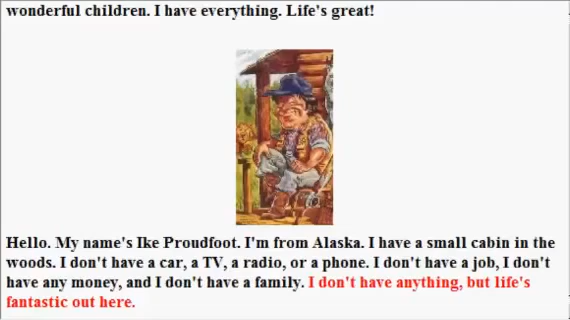 wonderful children. I have everything. Life's great!
Hello. My name's Ike Proudfoot. I'm from Alaska. I have a small cabin in the
woods. I don't have a car, a TV, a radio, or a phone. I don't have a job, I don't
have any money, and I don't have a family. I don't have anything, but life's
fantastic out here.